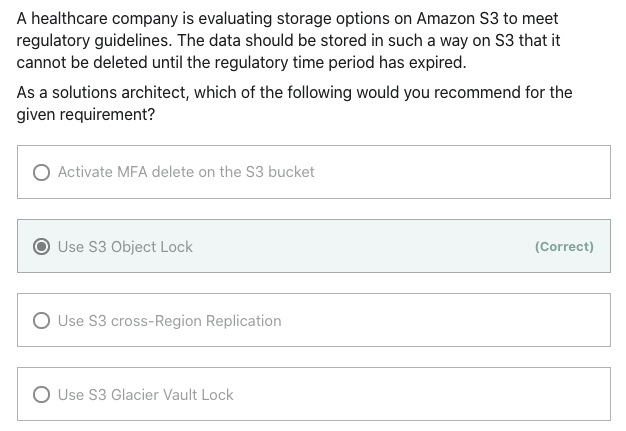 A healthcare company is evaluating storage options on Amazon S3 to meet
regulatory guidelines. The data should be stored in such a way on S3 that it
cannot be deleted until the regulatory time period has expired.
As a solutions architect, which of the following would you recommend for the
given requirement?
Activate MFA delete on the S3 bucket
Use S3 Object Lock (Correct)
Use S3 cross-Region Replication
Use S3 Glacier Vault Lock